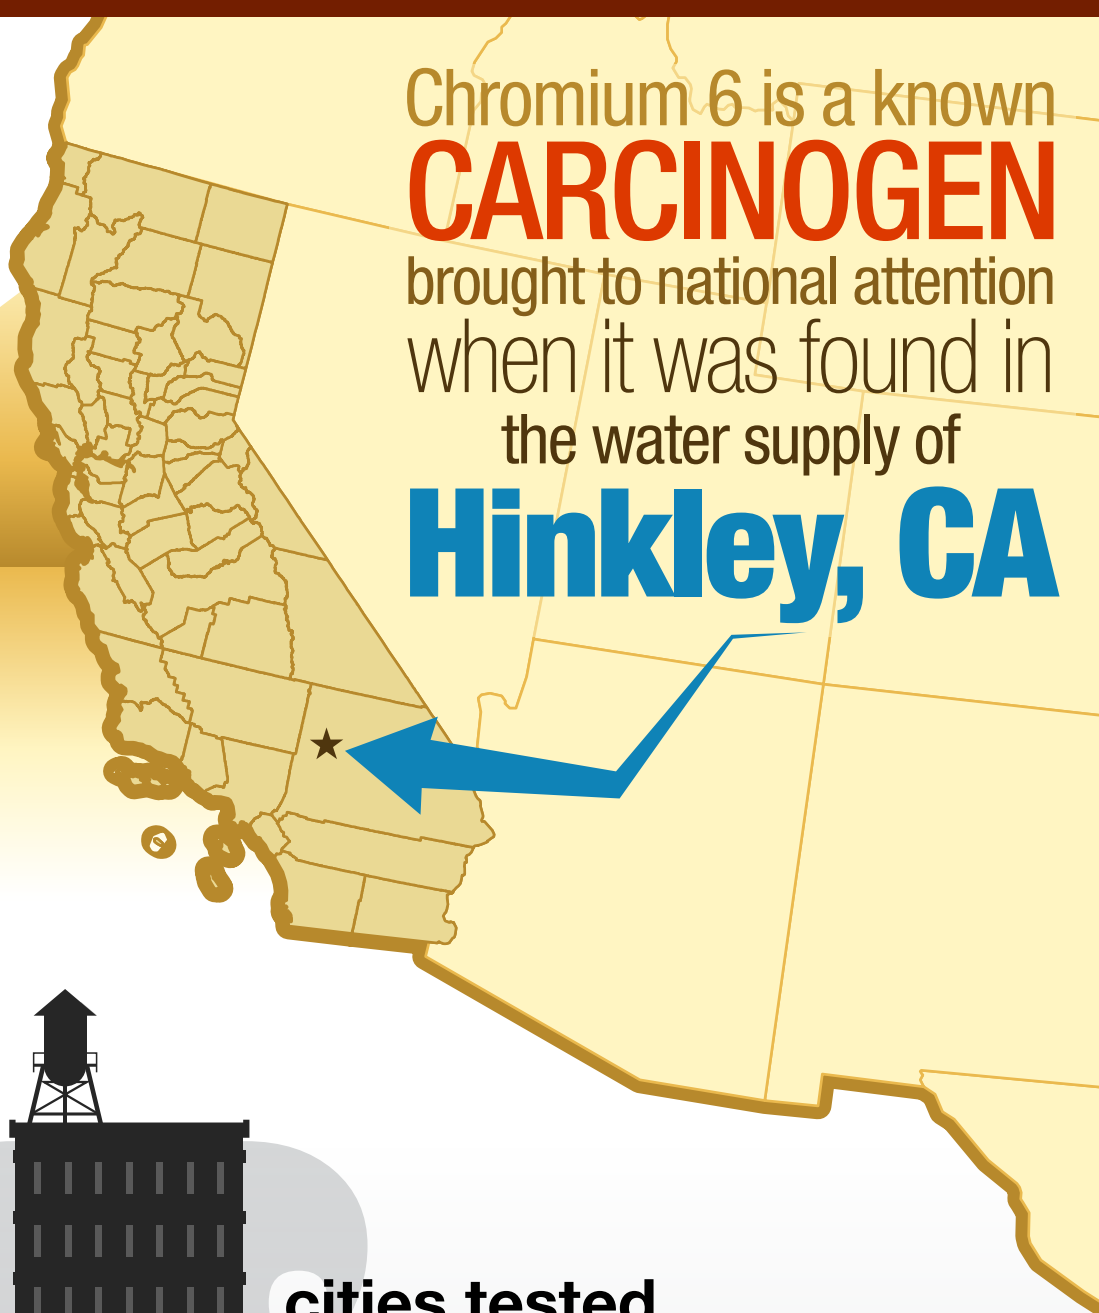 Chromium 6 is a known
CARCINOGEN
brought to national attention
when it was found in
the water supply of
Hinkley, CA
cities tested